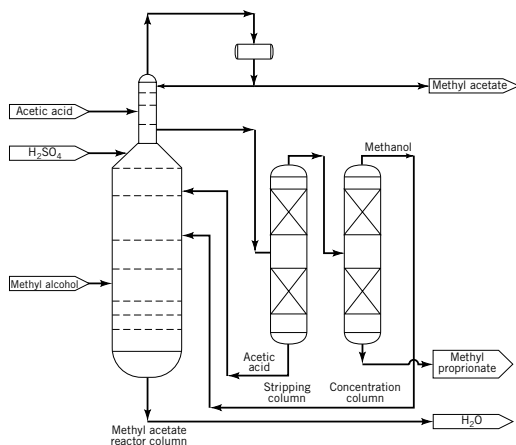 Methyl acetate
Acetic acid
H₂SO₄
Methanol
Methyl alcohol
Acetic
acid
Stripping
column
Concentration
column
Methyl
proprionate
Methyl acetate
reactor column
H₂O